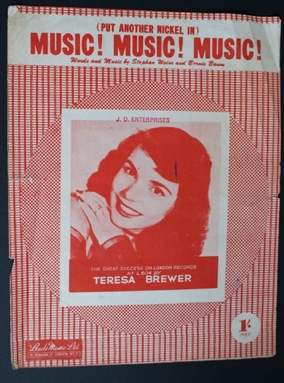 (PUT ANOTHER NICKEL IN)
MUSIC! MUSIC! MUSIC!
Words and Music by Stephan Weiss and Bernie Baum
J. D. ENTERPRISES
THE GREAT SUCCESS ON LONDON RECORDS
BY
TERESA BREWER
1/-